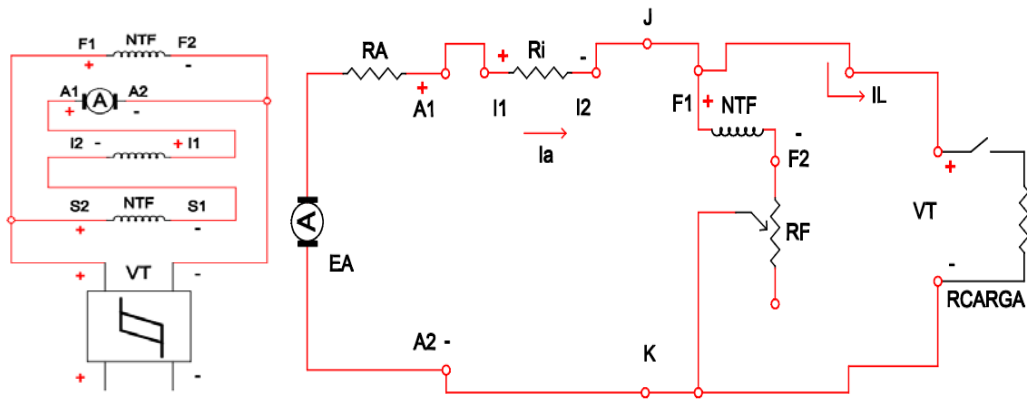 F1 NTF F2
+ -
A1 A A2
+ -
I2 - + I1
S2 NTF S1
+ -
VT
+ -
+ -
J
RA Ri
+ + -
A1 I1 I2
Ia
F1 + NTF
-
F2
IL
+
VT
RF
A
EA
-
RCARGA
A2 -
K